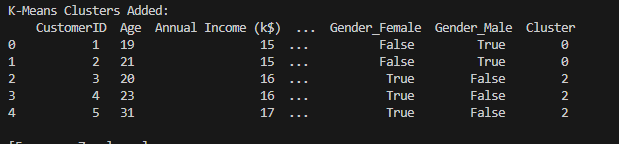 K-Means Clusters Added:
CustomerID Age Annual Income (k$) ... Gender_Female Gender_Male Cluster
0 1 19 15 ... False True 0
1 2 21 15 ... False True 0
2 3 20 16 ... True False 2
3 4 23 16 ... True False 2
4 5 31 17 ... True False 2